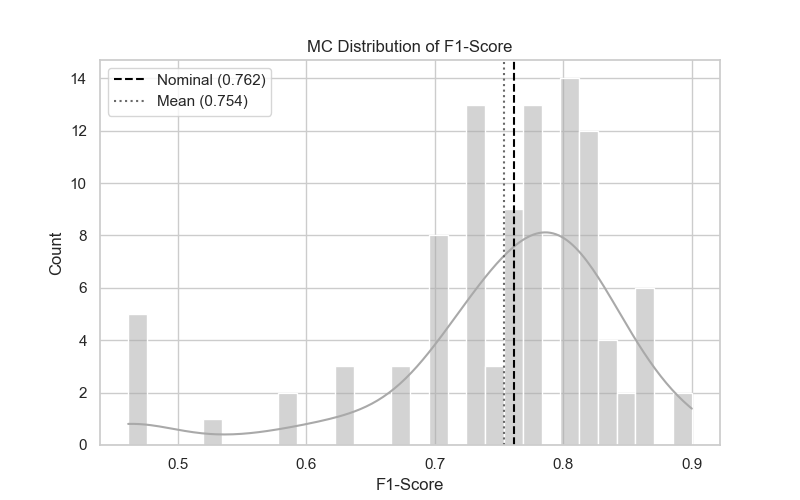 MC Distribution of F1-Score
Nominal (0.762)
Mean (0.754)
14
12
10
8
6
4
2
0
Count
0.5 0.6 0.7 0.8 0.9
F1-Score